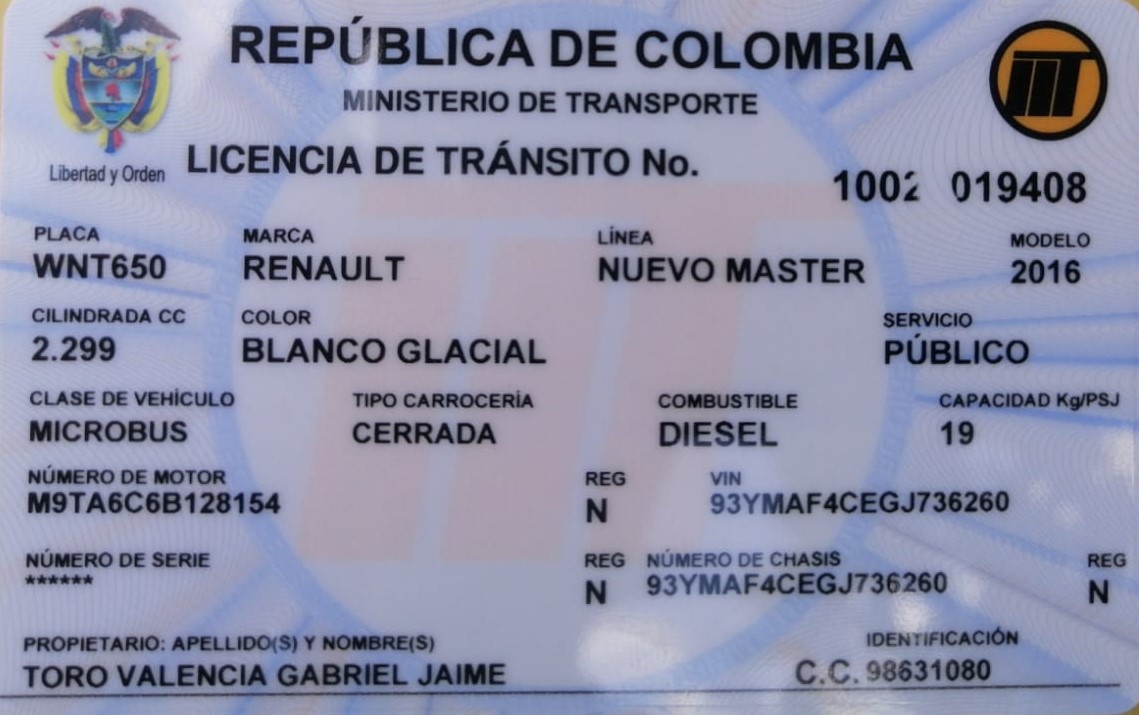 REPÚBLICA DE COLOMBIA
MINISTERIO DE TRANSPORTE
Libertad y Orden
LICENCIA DE TRÁNSITO No.
1002 019408
PLACA MARCA LÍNEA MODELO
WNT650 RENAULT NUEVO MASTER 2016
CILINDRADA CC COLOR SERVICIO
2.299 BLANCO GLACIAL PÚBLICO
CLASE DE VEHÍCULO TIPO CARROCERÍA COMBUSTIBLE CAPACIDAD Kg/PSJ
MICROBUS CERRADA DIESEL 19
NÚMERO DE MOTOR REG VIN
M9TA6C6B128154 N 93YMAF4CEGJ736260
NÚMERO DE SERIE REG NÚMERO DE CHASIS REG
****** N 93YMAF4CEGJ736260 N
PROPIETARIO: APELLIDO(S) Y NOMBRE(S) IDENTIFICACIÓN
TORO VALENCIA GABRIEL JAIME C.C. 98631080